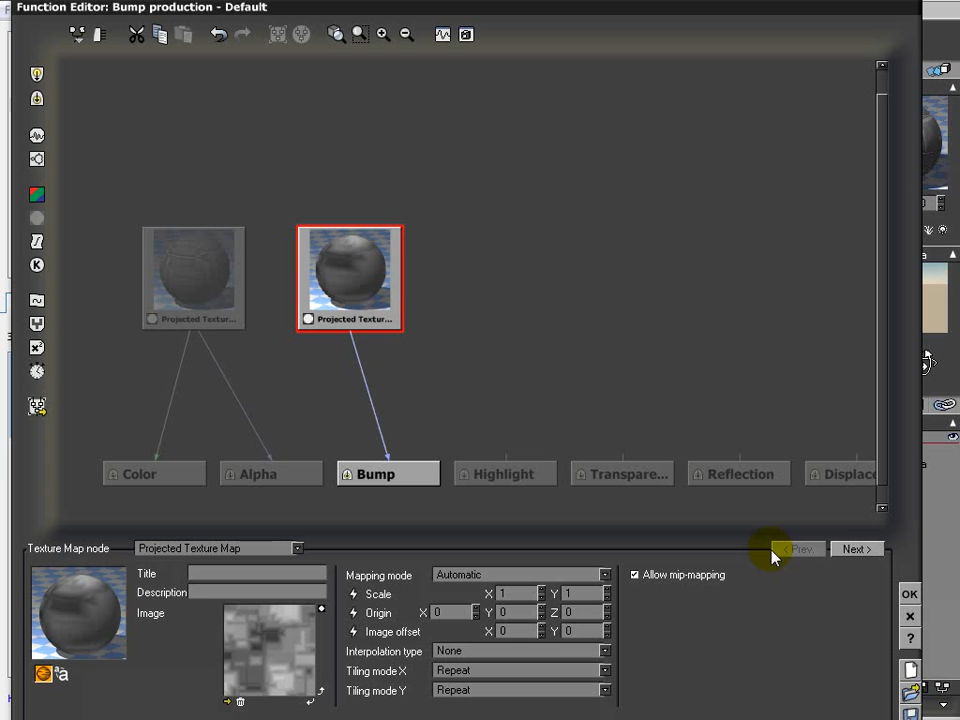 Function Editor: Bump production - Default
Projected Textur...
Projected Textur...
Color
Alpha
Bump
Highlight
Transpare...
Reflection
Displace
Texture Map node
Projected Texture Map
< Prev.
Next >
Title
Description
Image
Mapping mode
Automatic
Allow mip-mapping
Scale X 1 Y 1
Origin X 0 Y 0 Z 0
Image offset X 0 Y 0
Interpolation type
None
Tiling mode X
Repeat
Tiling mode Y
Repeat
OK